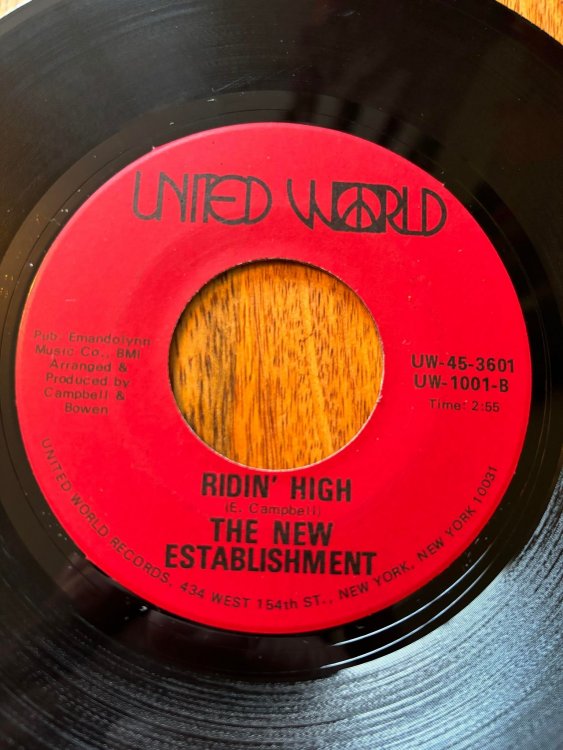 UNITED WORLD
Pub. Emandolynn
Music Co., BMI
Arranged &
Produced by
Campbell &
Bowen
UW-45-3601
UW-1001-B
Time: 2:55
RIDIN' HIGH
(E. Campbell)
THE NEW
ESTABLISHMENT
UNITED WORLD RECORDS, 434 WEST 154th ST., NEW YORK, NEW YORK 10031